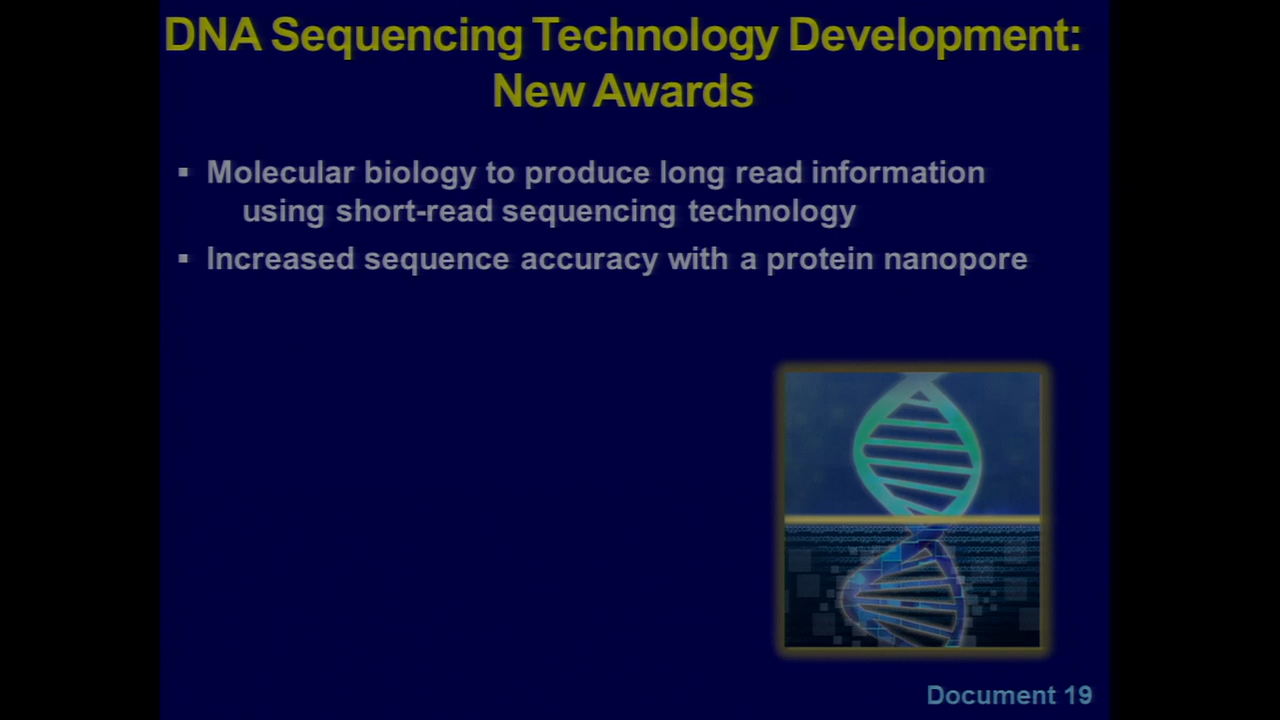 DNA Sequencing Technology Development:
New Awards
▪ Molecular biology to produce long read information
using short-read sequencing technology
▪ Increased sequence accuracy with a protein nanopore
Document 19